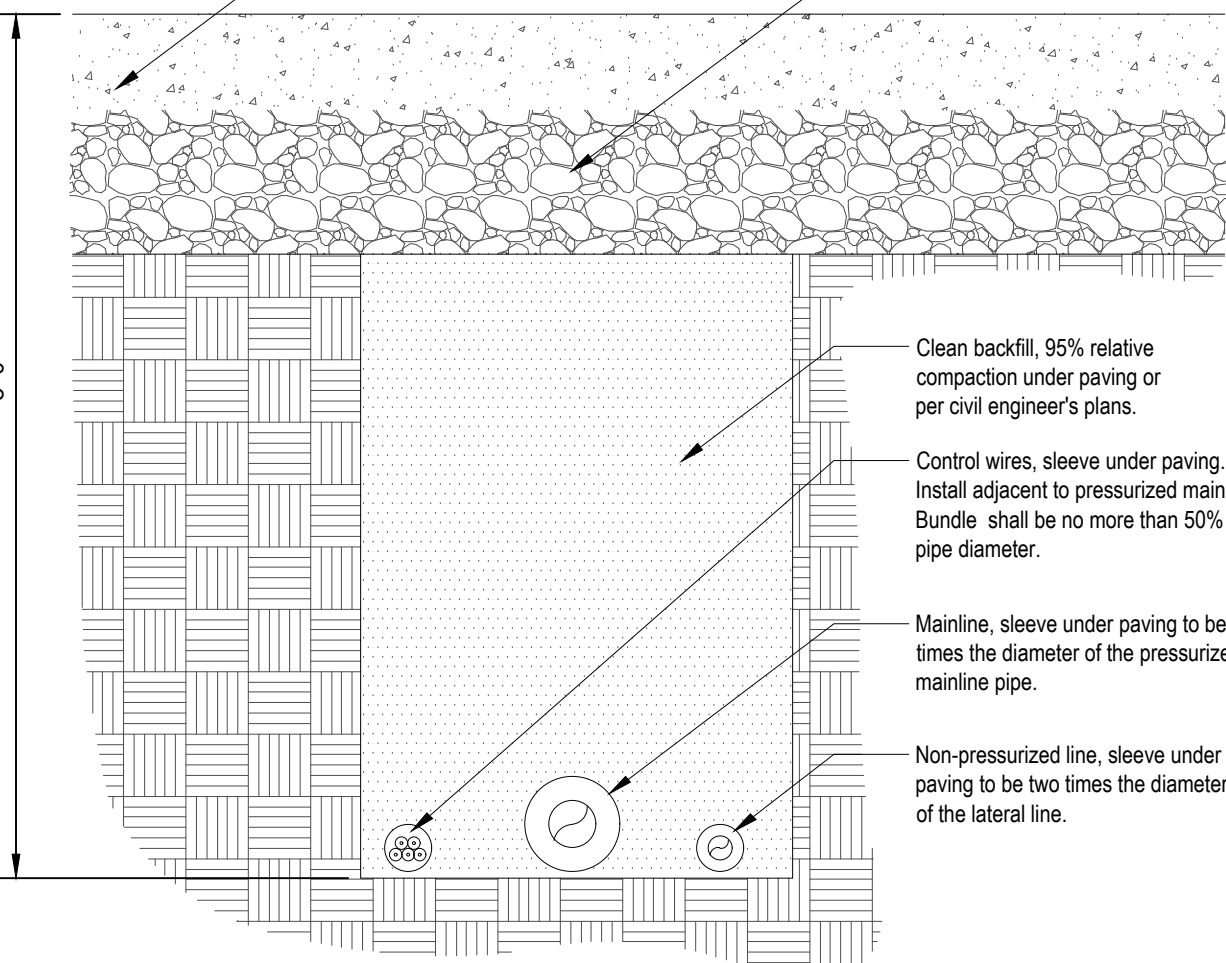 Clean backfill, 95% relative
compaction under paving or
per civil engineer's plans.
Control wires, sleeve under paving.
Install adjacent to pressurized main
Bundle shall be no more than 50%
pipe diameter.
Mainline, sleeve under paving to be
times the diameter of the pressurize
mainline pipe.
Non-pressurized line, sleeve under
paving to be two times the diameter
of the lateral line.